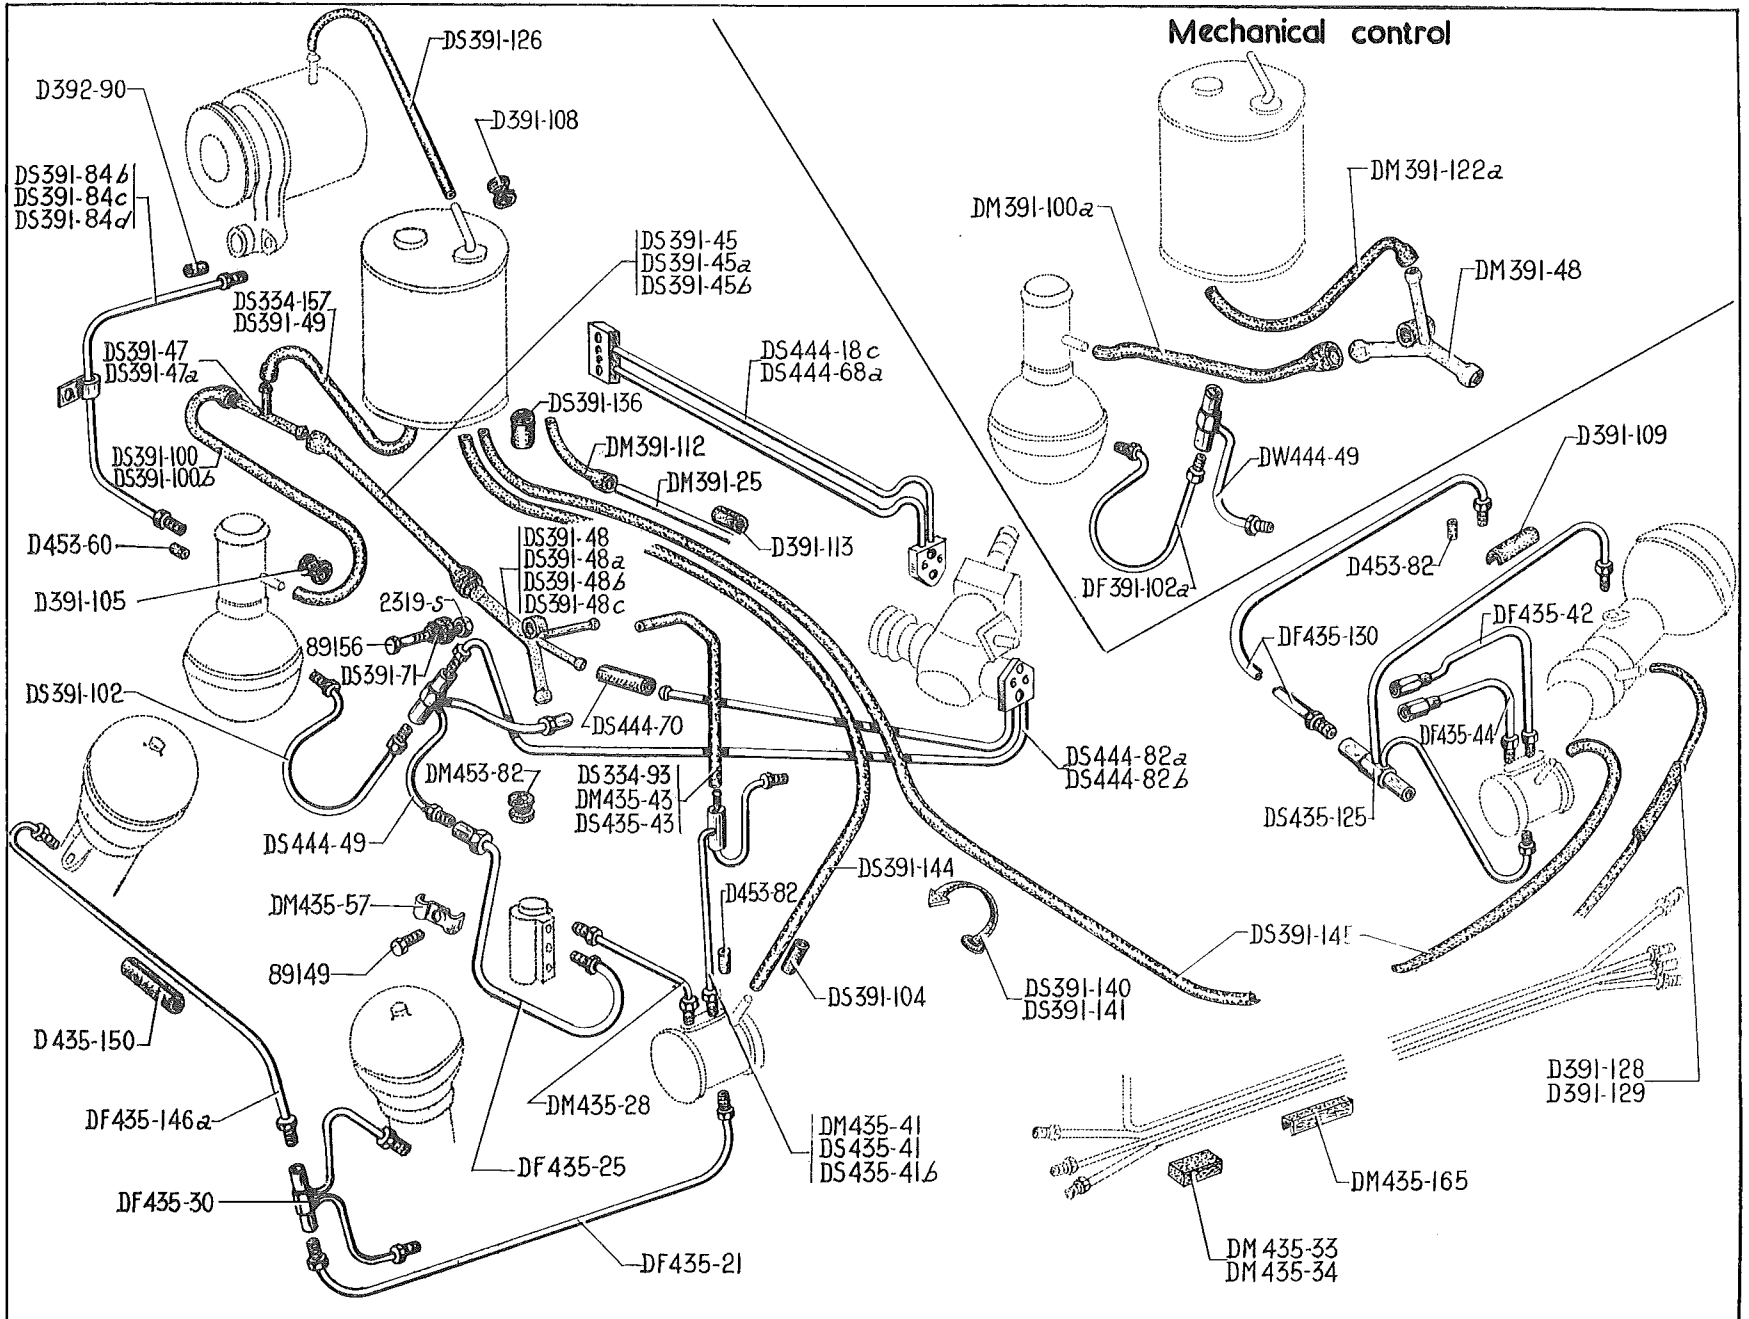 Mechanical control
DS391-126
D392-90
D391-108
DS391-84b
DS391-84c
DS391-84d
DM391-122a
DM391-100a
DS391-45
DS391-45a
DS391-45b
DM391-48
DS334-157
DS391-49
DS391-47
DS391-47a
DS444-18c
DS444-68a
DS391-136
DM391-112
D391-109
DS391-100
DS391-100b
DM391-25
DW444-49
D453-60
DS391-48
DS391-48a
DS391-48b
DS391-48c
D391-113
D453-82
DF391-102a
D391-105
2319-S
89156
DS391-71
DF435-42
DF435-130
DS391-102
DS444-70
DF435-44
DS444-82a
DS444-82b
DM453-82
DS334-93
DM435-43
DS435-43
DS435-125
DS444-49
DS391-144
D453-82
DM435-57
DS391-145
89149
DS391-104
DS391-140
DS391-141
D435-150
D391-128
D391-129
DF435-146a
DM435-28
DM435-41
DS435-41
DS435-41b
DF435-25
DM435-165
DF435-30
DM435-33
DM435-34
DF435-21